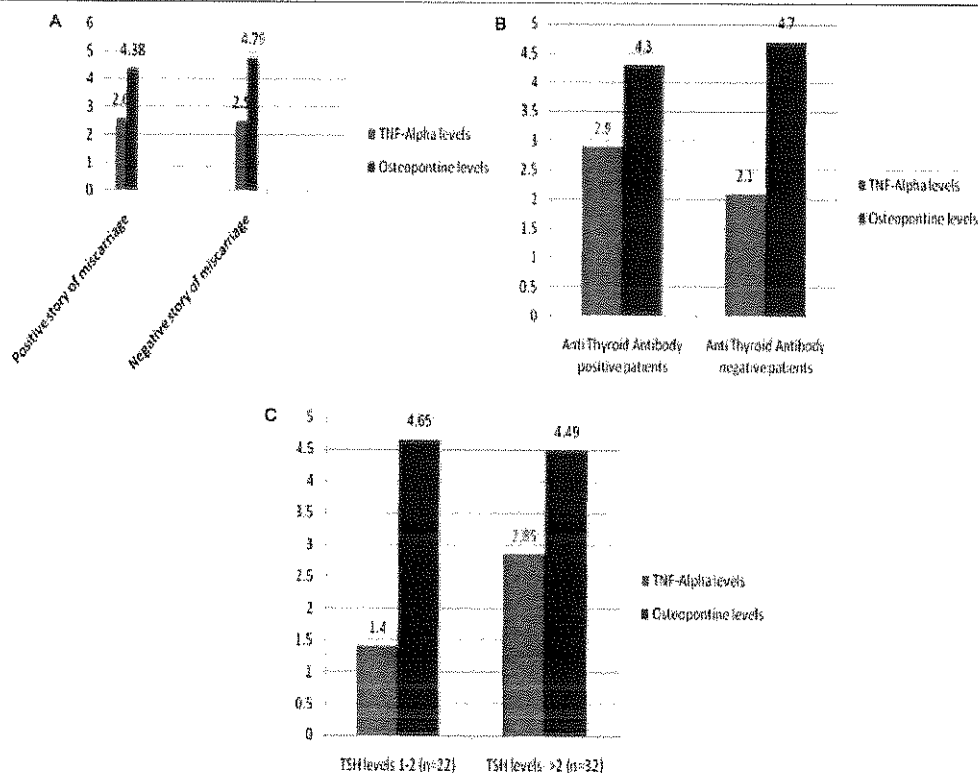 A
6
5
4
3
2
1
0
4.38
4.75
Positive story of miscarriage
Negative story of miscarriage
TNF-Alpha levels
Osteopontine levels
B
5
4.5
4
3.5
3
2.5
2
1.5
1
0.5
0
2.9
4.3
2.1
4.7
Anti Thyroid Antibody
positive patients
Anti Thyroid Antibody
negative patients
TNF-Alpha levels
Osteopontine levels
C
5
4.5
4
3.5
3
2.5
2
1.5
1
0.5
0
1.4
4.65
2.85
4.49
TSH levels 1-2 (n=22)
TSH levels >2 (n=32)
TNF-Alpha levels
Osteopontine levels